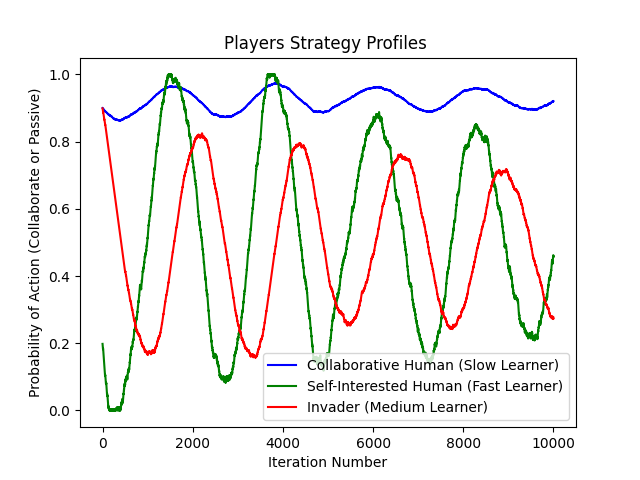 Players Strategy Profiles
Probability of Action (Collaborate or Passive)
1.0
0.8
0.6
0.4
0.2
0.0
Collaborative Human (Slow Learner)
Self-Interested Human (Fast Learner)
Invader (Medium Learner)
0 2000 4000 6000 8000 10000
Iteration Number